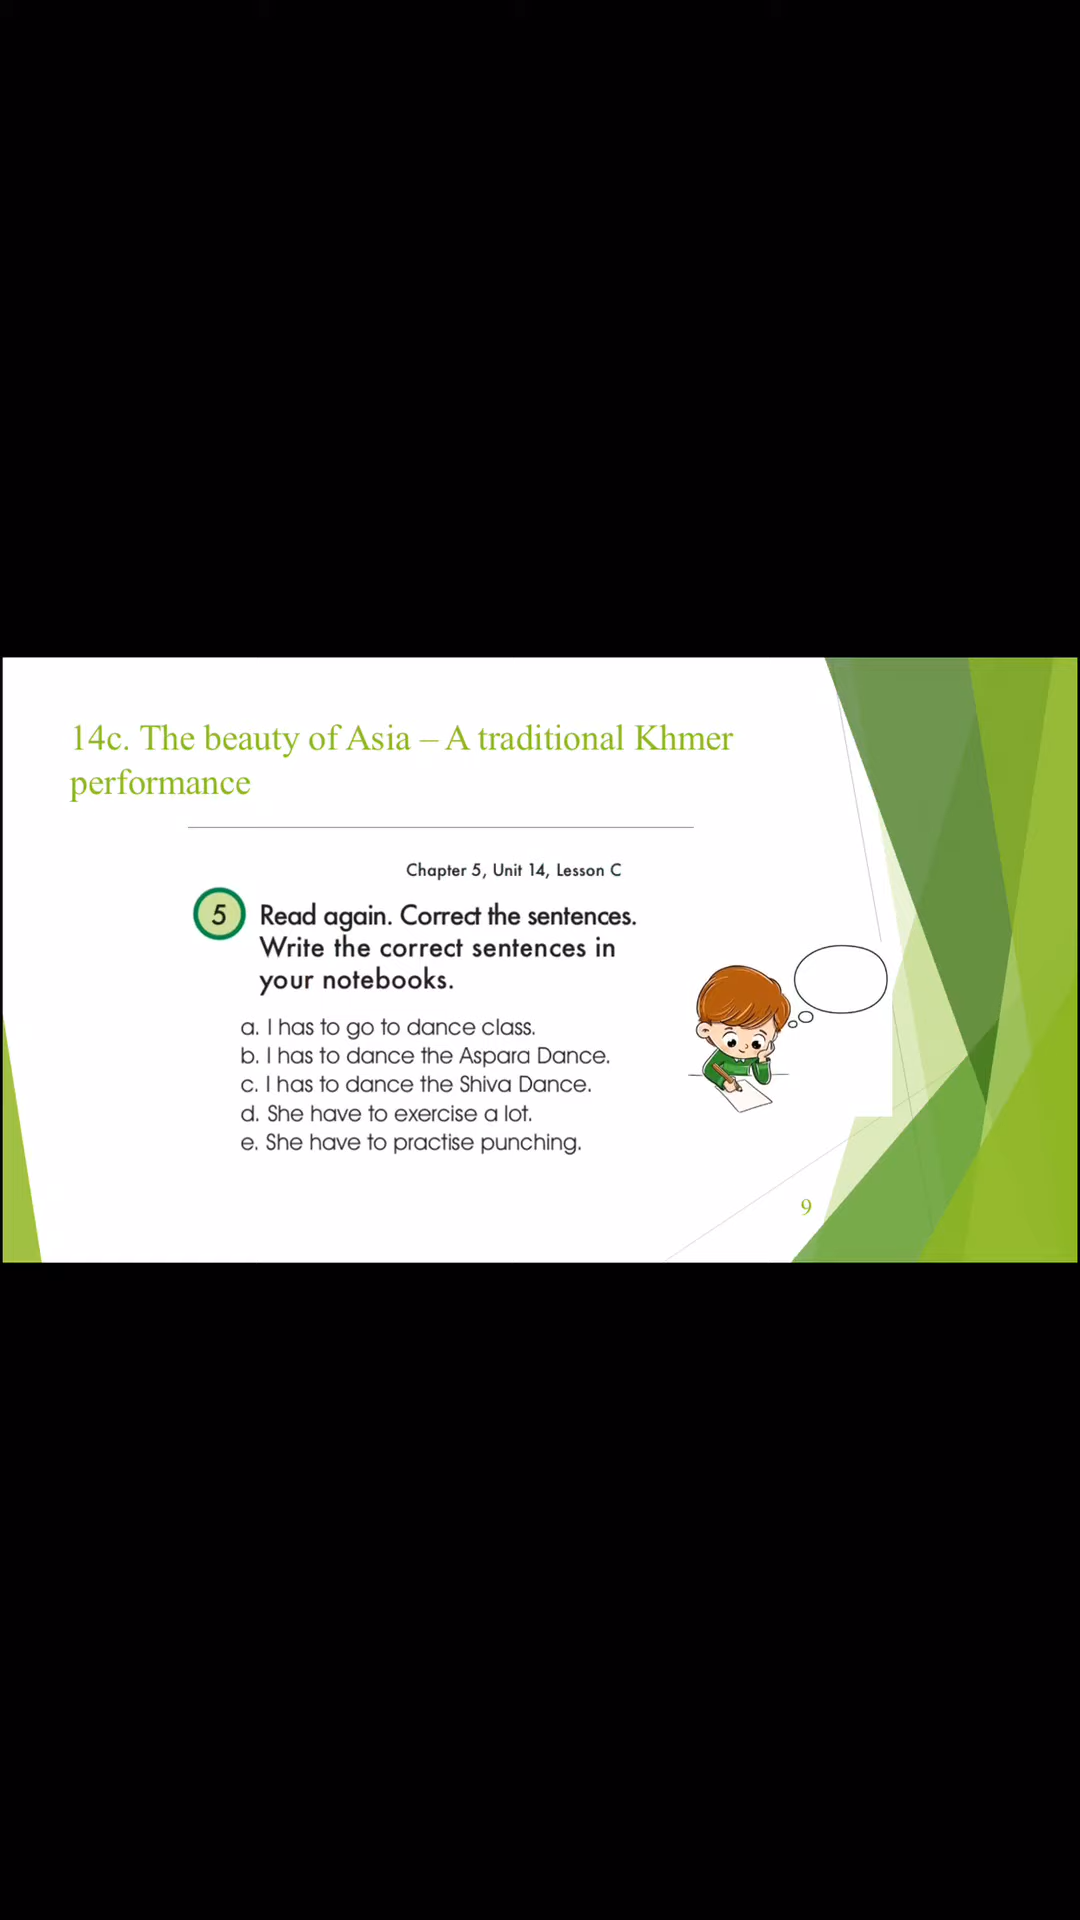 14c. The beauty of Asia – A traditional Khmer
performance
Chapter 5, Unit 14, Lesson C
5 Read again. Correct the sentences.
Write the correct sentences in
your notebooks.
a. I has to go to dance class.
b. I has to dance the Aspara Dance.
c. I has to dance the Shiva Dance.
d. She have to exercise a lot.
e. She have to practise punching.
9